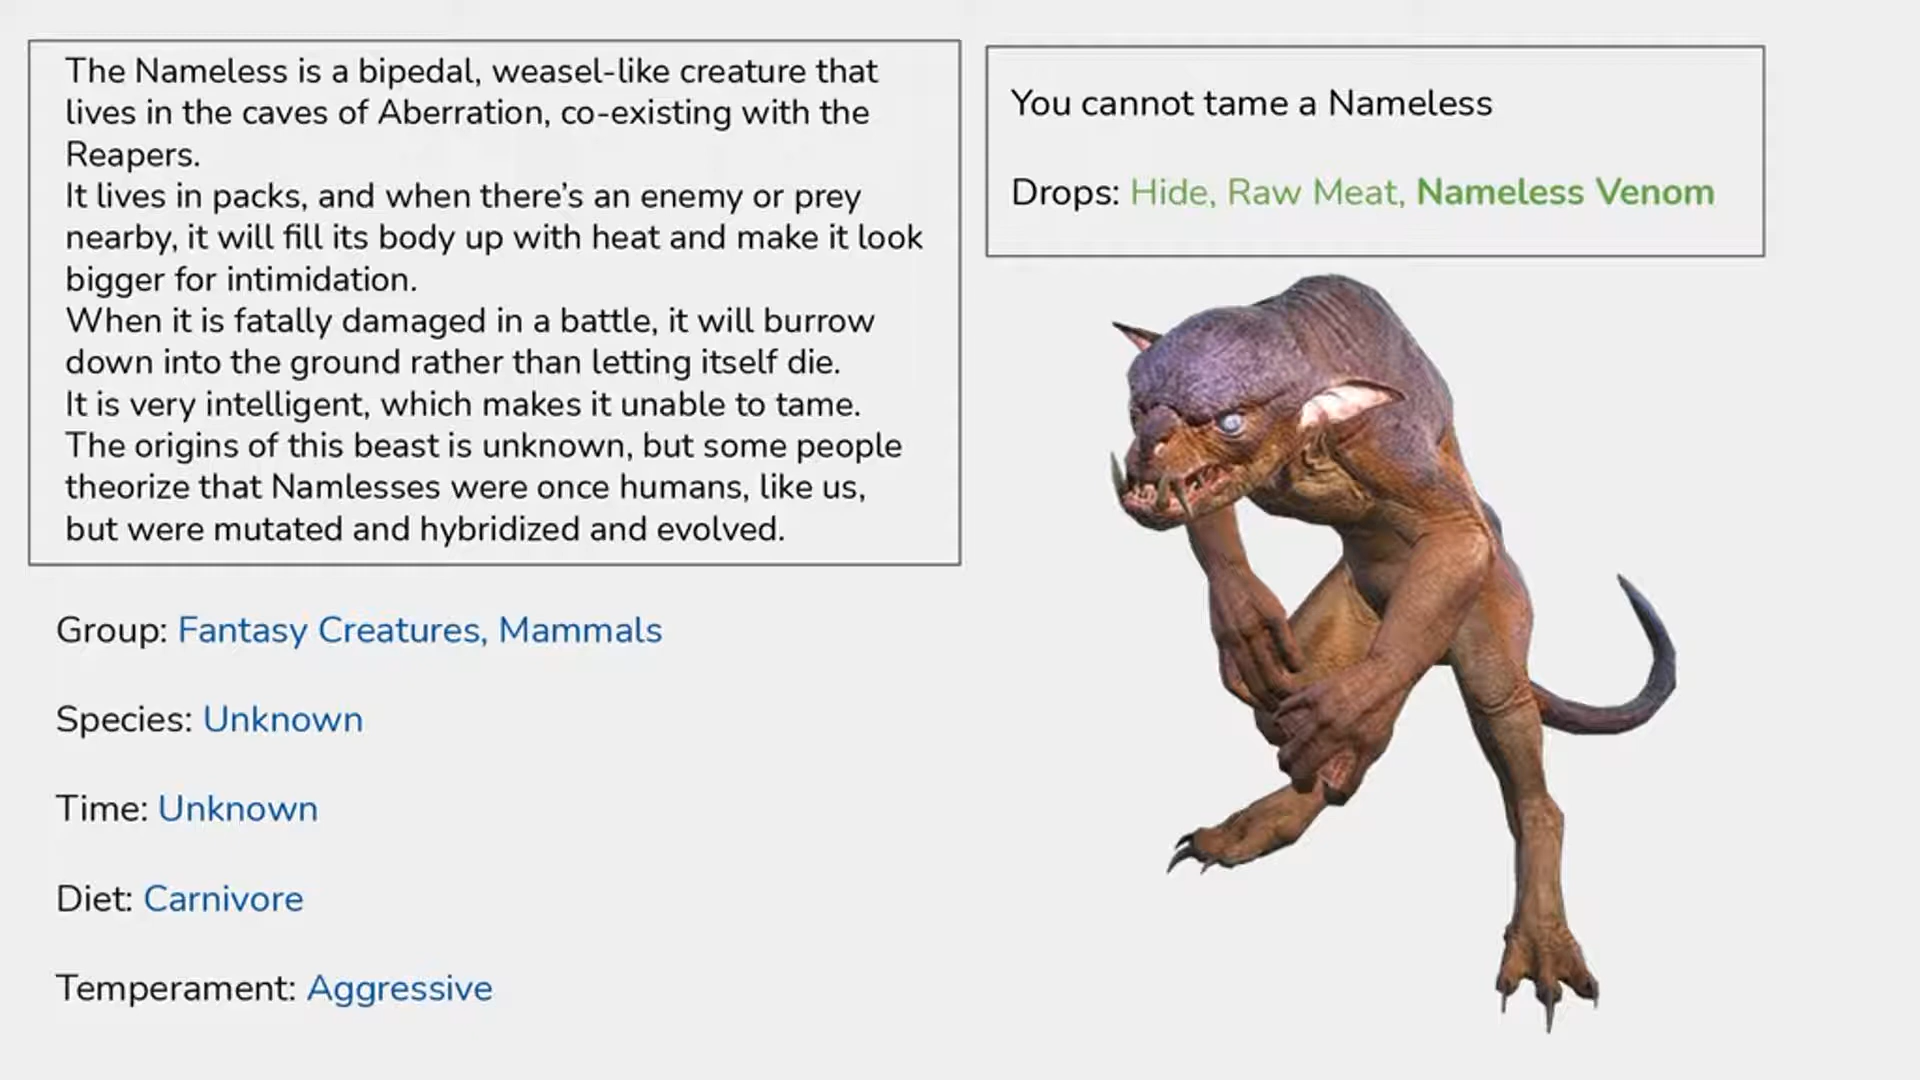 The Nameless is a bipedal, weasel-like creature that
lives in the caves of Aberration, co-existing with the
Reapers.
It lives in packs, and when there's an enemy or prey
nearby, it will fill its body up with heat and make it look
bigger for intimidation.
When it is fatally damaged in a battle, it will burrow
down into the ground rather than letting itself die.
It is very intelligent, which makes it unable to tame.
The origins of this beast is unknown, but some people
theorize that Namlesses were once humans, like us,
but were mutated and hybridized and evolved.
You cannot tame a Nameless
Drops: Hide, Raw Meat, Nameless Venom
Group: Fantasy Creatures, Mammals
Species: Unknown
Time: Unknown
Diet: Carnivore
Temperament: Aggressive